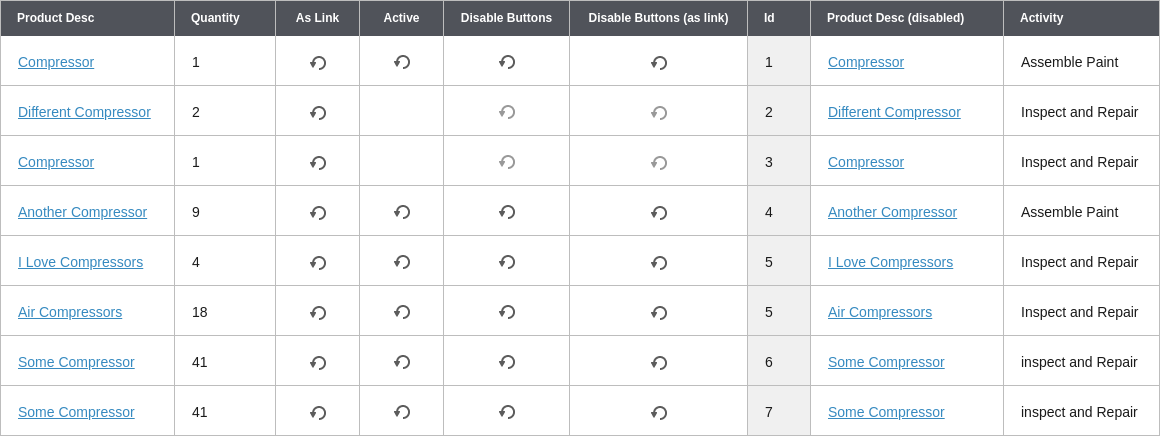 Product Desc Quantity As Link Active Disable Buttons Disable Buttons (as link) Id Product Desc (disabled) Activity
Compressor 1 1 Compressor Assemble Paint
Different Compressor 2 2 Different Compressor Inspect and Repair
Compressor 1 3 Compressor Inspect and Repair
Another Compressor 9 4 Another Compressor Assemble Paint
I Love Compressors 4 5 I Love Compressors Inspect and Repair
Air Compressors 18 5 Air Compressors Inspect and Repair
Some Compressor 41 6 Some Compressor inspect and Repair
Some Compressor 41 7 Some Compressor inspect and Repair